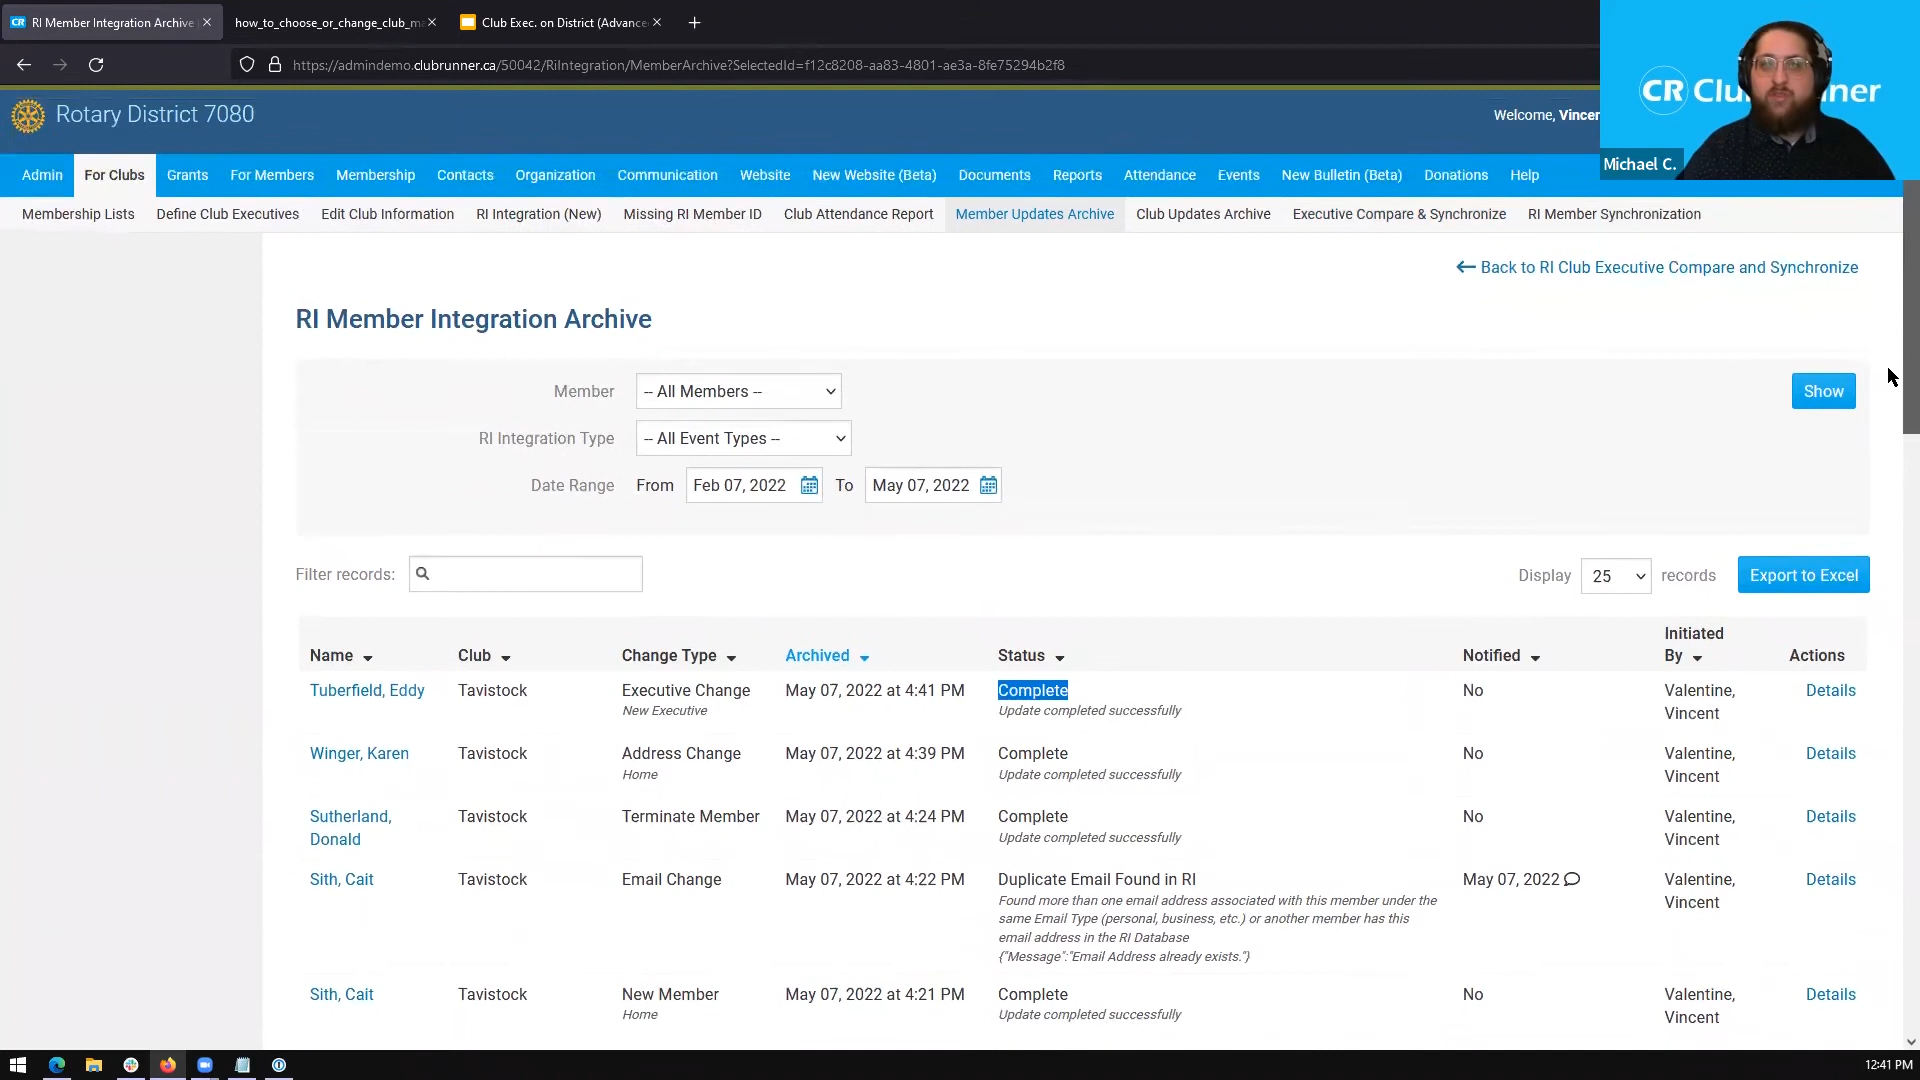 RI Member Integration Archive
how_to_choose_or_change_club_m
Club Exec. on District (Advance
https://admindemo.clubrunner.ca/50042/RiIntegration/MemberArchive?SelectedId=f12c8208-aa83-4801-ae3a-8fe75294b2f8
Rotary District 7080
Welcome, Vincen
CR Clu nner
Michael C.
Admin For Clubs Grants For Members Membership Contacts Organization Communication Website New Website (Beta) Documents Reports Attendance Events New Bulletin (Beta) Donations Help
Membership Lists Define Club Executives Edit Club Information RI Integration (New) Missing RI Member ID Club Attendance Report Member Updates Archive Club Updates Archive Executive Compare & Synchronize RI Member Synchronization
Back to RI Club Executive Compare and Synchronize
RI Member Integration Archive
Member -- All Members -- Show
RI Integration Type -- All Event Types --
Date Range From Feb 07, 2022 To May 07, 2022
Filter records: Display 25 records Export to Excel
Initiated
Name Club Change Type Archived Status Notified By Actions
Tuberfield, Eddy Tavistock Executive Change May 07, 2022 at 4:41 PM Complete No Valentine, Details
New Executive Update completed successfully Vincent
Winger, Karen Tavistock Address Change May 07, 2022 at 4:39 PM Complete No Valentine, Details
Home Update completed successfully Vincent
Sutherland, Tavistock Terminate Member May 07, 2022 at 4:24 PM Complete No Valentine, Details
Donald Update completed successfully Vincent
Sith, Cait Tavistock Email Change May 07, 2022 at 4:22 PM Duplicate Email Found in RI May 07, 2022 Valentine, Details
Found more than one email address associated with this member under the Vincent
same Email Type (personal, business, etc.) or another member has this
email address in the RI Database
{"Message":"Email Address already exists."}
Sith, Cait Tavistock New Member May 07, 2022 at 4:21 PM Complete No Valentine, Details
Home Update completed successfully Vincent
12:41 PM